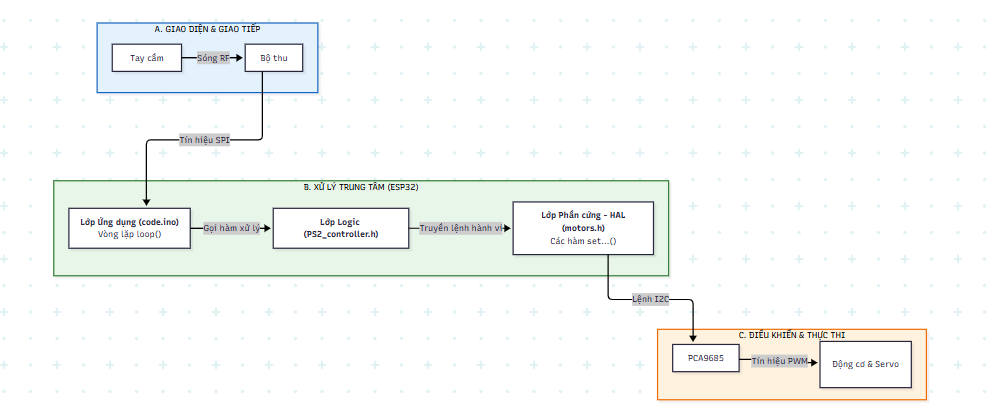 A. GIAO DIỆN & GIAO TIẾP
Tay cầm
Sóng RF
Bộ thu
Tín hiệu SPI
B. XỬ LÝ TRUNG TÂM (ESP32)
Lớp Ứng dụng (code.ino)
Vòng lặp loop()
Gọi hàm xử lý
Lớp Logic
(PS2_controller.h)
Truyền lệnh hành vi
Lớp Phần cứng - HAL
(motors.h)
Các hàm set...()
Lệnh I2C
C. ĐIỀU KHIỂN & THỰC THI
PCA9685
Tín hiệu PWM
Động cơ & Servo